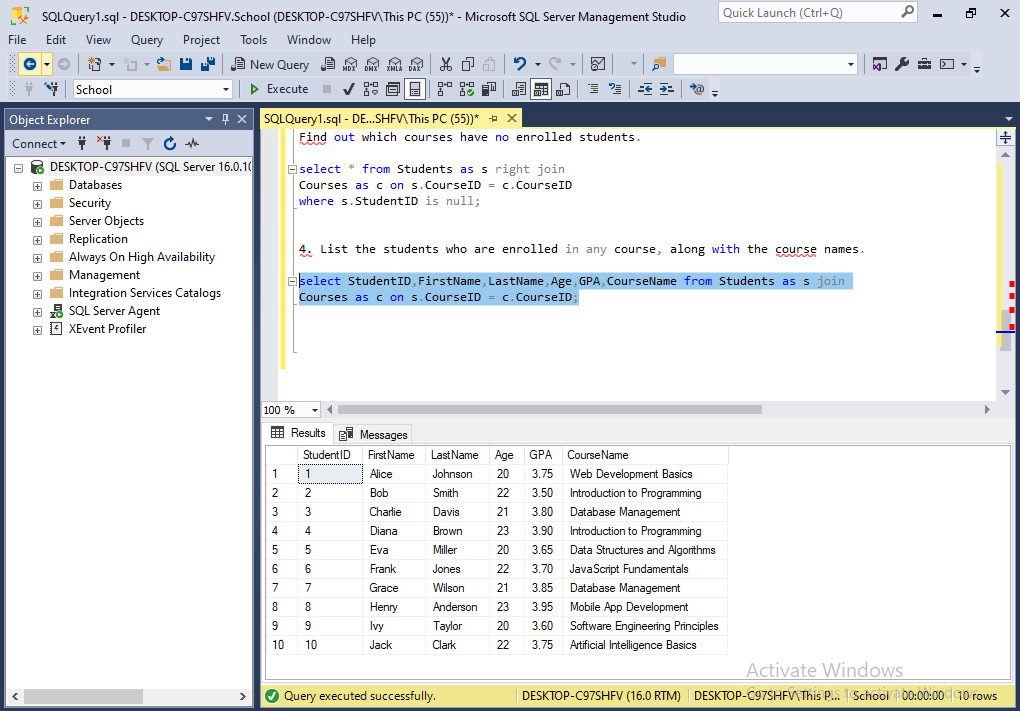 SQLQuery1.sql - DESKTOP-C97SHFV.School (DESKTOP-C97SHFV\This PC (55))* - Microsoft SQL Server Management Studio
Quick Launch (Ctrl+Q)
File Edit View Query Project Tools Window Help
New Query MDX DMX XMLA DAX
School Execute
Object Explorer
SQLQuery1.sql - DE...SHFV\This PC (55))*
Connect
DESKTOP-C97SHFV (SQL Server 16.0.10
Databases
Security
Server Objects
Replication
Always On High Availability
Management
Integration Services Catalogs
SQL Server Agent
XEvent Profiler
Find out which courses have no enrolled students.
select * from Students as s right join
Courses as c on s.CourseID = c.CourseID
where s.StudentID is null;
4. List the students who are enrolled in any course, along with the course names.
select StudentID,FirstName,LastName,Age,GPA,CourseName from Students as s join
Courses as c on s.CourseID = c.CourseID;
100 %
Results Messages
StudentID FirstName LastName Age GPA CourseName
1 1 Alice Johnson 20 3.75 Web Development Basics
2 2 Bob Smith 22 3.50 Introduction to Programming
3 3 Charlie Davis 21 3.80 Database Management
4 4 Diana Brown 23 3.90 Introduction to Programming
5 5 Eva Miller 20 3.65 Data Structures and Algorithms
6 6 Frank Jones 22 3.70 JavaScript Fundamentals
7 7 Grace Wilson 21 3.85 Database Management
8 8 Henry Anderson 23 3.95 Mobile App Development
9 9 Ivy Taylor 20 3.60 Software Engineering Principles
10 10 Jack Clark 22 3.75 Artificial Intelligence Basics
Activate Windows
Query executed successfully. DESKTOP-C97SHFV (16.0 RTM) DESKTOP-C97SHFV\This P... School 00:00:00 10 rows